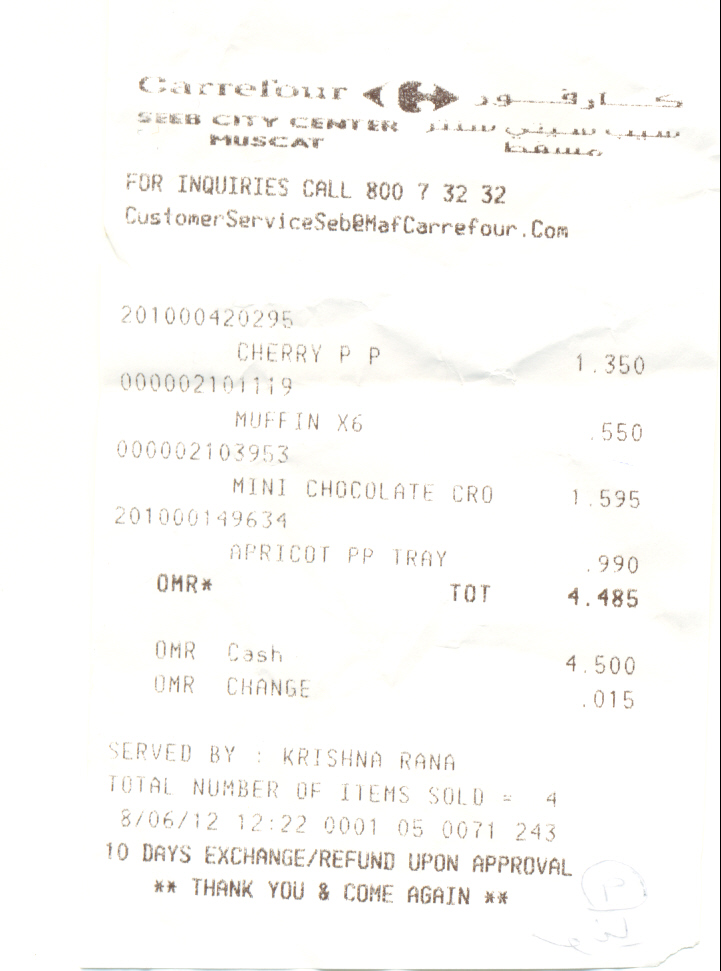 Carrefour كارفور
SEEB CITY CENTER سيب سيتي سنتر
MUSCAT مسقط
FOR INQUIRIES CALL 800 7 32 32
CustomerServiceSeb@MafCarrefour.Com
201000420295
CHERRY P P 1.350
000002101119
MUFFIN X6 .550
000002103953
MINI CHOCOLATE CRO 1.595
201000149634
APRICOT PP TRAY .990
OMR* TOT 4.485
OMR Cash 4.500
OMR CHANGE .015
SERVED BY : KRISHNA RANA
TOTAL NUMBER OF ITEMS SOLD = 4
8/06/12 12:22 0001 05 0071 243
10 DAYS EXCHANGE/REFUND UPON APPROVAL
** THANK YOU & COME AGAIN **